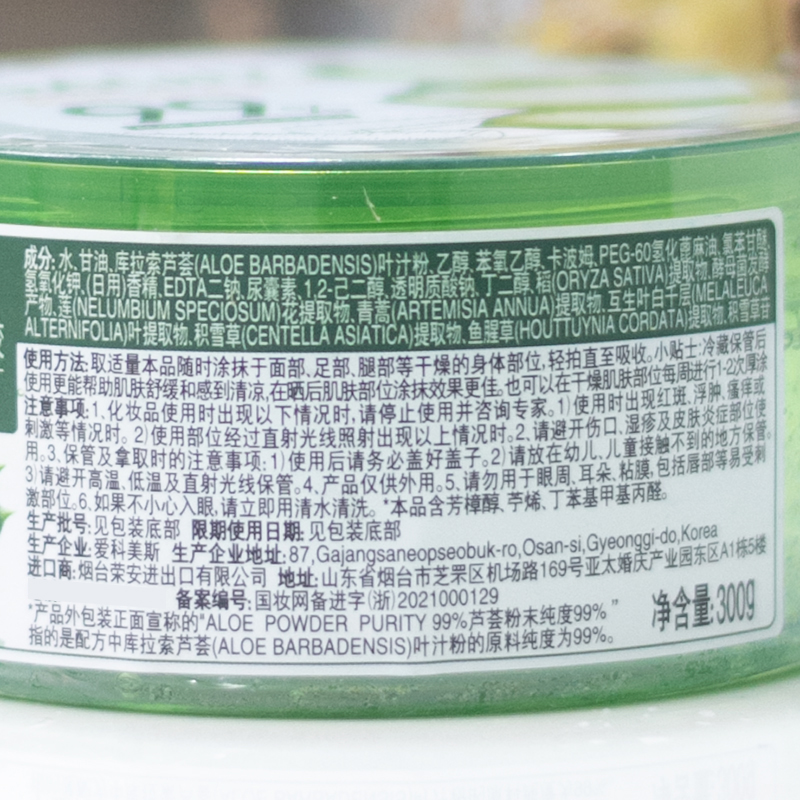 99%
成分:水、甘油、库拉索芦荟(ALOE BARBADENSIS)叶汁粉、乙醇、苯氧乙醇、卡波姆、PEG-60氢化蓖麻油、氯苯甘醚、
氢氧化钾、(日用)香精、EDTA二钠、尿囊素、1,2-己二醇、透明质酸钠、丁二醇、稻(ORYZA SATIVA)提取物、酵母菌发酵
产物、莲(NELUMBIUM SPECIOSUM)花提取物、青蒿(ARTEMISIA ANNUA)提取物、互生叶白千层(MELALEUCA
ALTERNIFOLIA)叶提取物、积雪草(CENTELLA ASIATICA)提取物、鱼腥草(HOUTTUYNIA CORDATA)提取物、积雪草苷
使用方法:取适量本品随时涂抹于面部、足部、腿部等干燥的身体部位,轻拍直至吸收。小贴士:冷藏保管后
使用更能帮助肌肤舒缓和感到清凉,在晒后肌肤部位涂抹效果更佳。也可以在干燥肌肤部位每周进行1-2次厚涂
注意事项:1、化妆品使用时出现以下情况时,请停止使用并咨询专家。1)使用时出现红斑、浮肿、瘙痒或
刺激等情况时。2)使用部位经过直射光线照射出现以上情况时。2、请避开伤口、湿疹及皮肤炎症部位使
用。3、保管及拿取时的注意事项:1)使用后请务必盖好盖子。2)请放在幼儿、儿童接触不到的地方保管。
3)请避开高温、低温及直射光线保管。4、产品仅供外用。5、请勿用于眼周、耳朵、粘膜,包括唇部等易受刺
激部位。6、如果不小心入眼,请立即用清水清洗。*本品含芳樟醇、苧烯、丁苯基甲基丙醛。
生产批号:见包装底部 限期使用日期:见包装底部
生产企业:爱科美斯 生产企业地址:87,Gajangsaneopseobuk-ro,Osan-si,Gyeonggi-do,Korea
进口商:烟台荣安进出口有限公司 地址:山东省烟台市芝罘区机场路169号亚太婚庆产业园东区A1栋5楼
备案编号:国妆网备进字(浙)2021000129
净含量:300g
*产品外包装正面宣称的"ALOE POWDER PURITY 99%芦荟粉末纯度99%"
指的是配方中库拉索芦荟(ALOE BARBADENSIS)叶汁粉的原料纯度为99%。